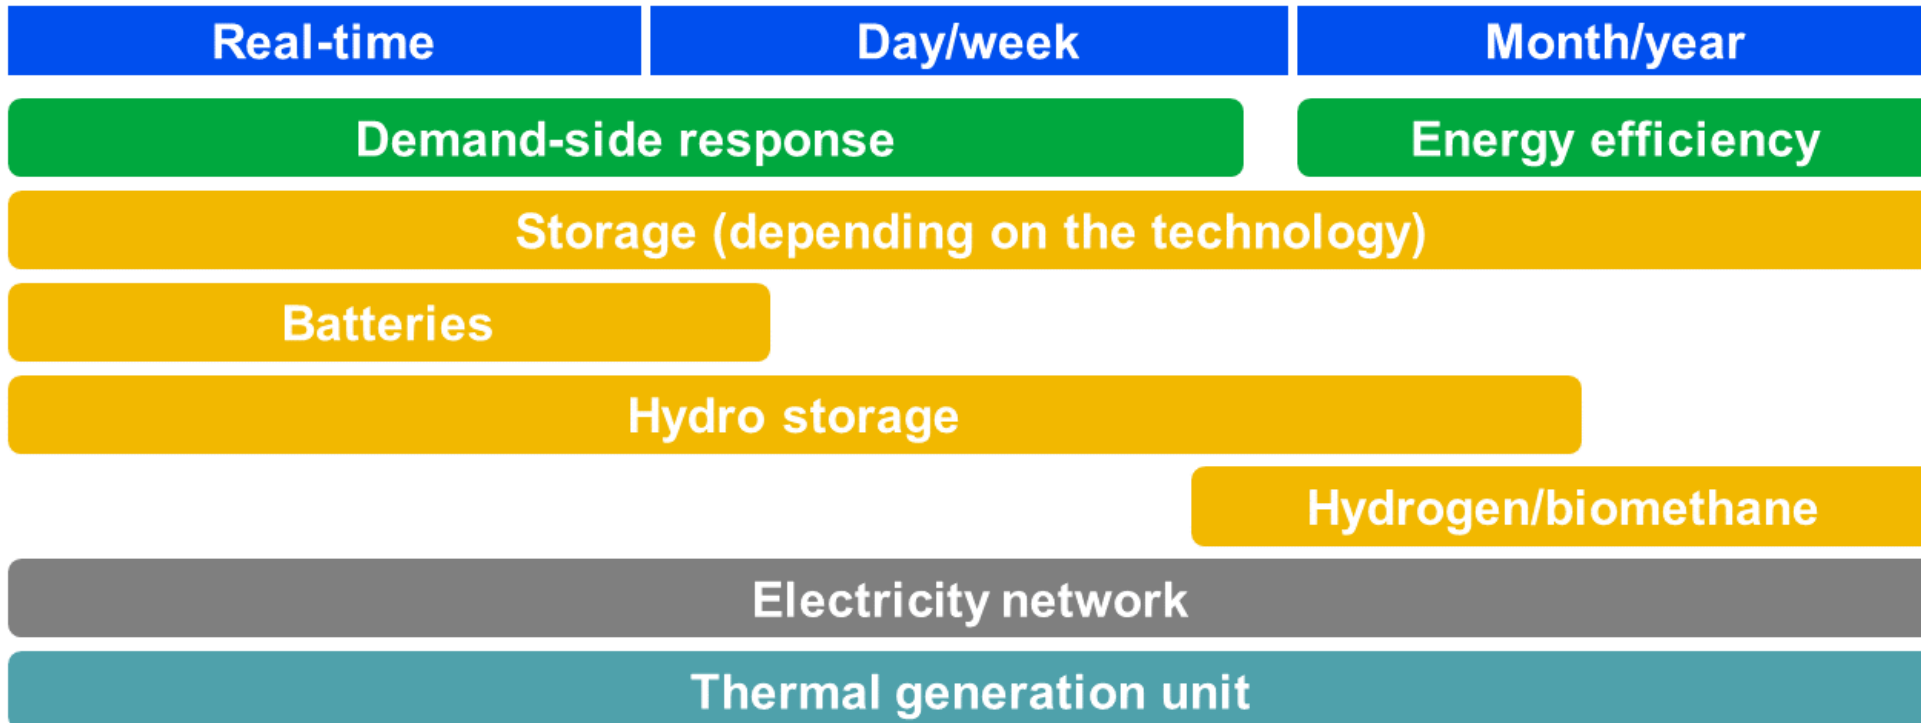 Real-time
Day/week
Month/year
Demand-side response
Energy efficiency
Storage (depending on the technology)
Batteries
Hydro storage
Hydrogen/biomethane
Electricity network
Thermal generation unit